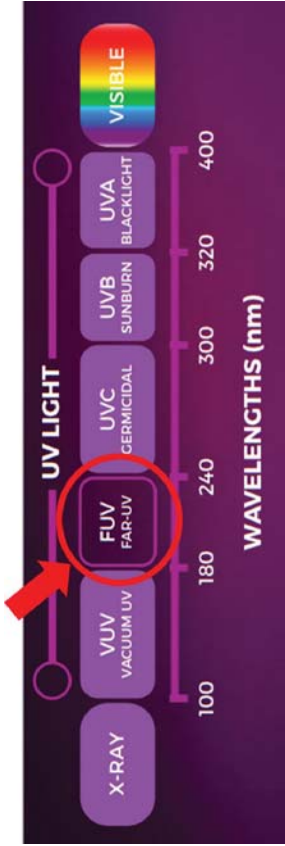 UV LIGHT
X-RAY
VUV
VACUUM UV
FUV
FAR-UV
UVC
GERMICIDAL
UVB
SUNBURN
UVA
BLACKLIGHT
VISIBLE
100
180
240
300
320
400
WAVELENGTHS (nm)